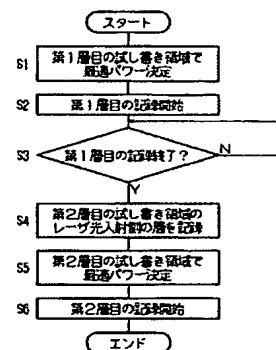 スタート
S1
第1層目の試し書き領域で
最適パワー決定
S2
第1層目の記録開始
S3
第1層目の記録終了?
N
Y
S4
第2層目の試し書き領域の
レーザ光入射側の層を記録
S5
第2層目の試し書き領域で
最適パワー決定
S6
第2層目の記録開始
エンド